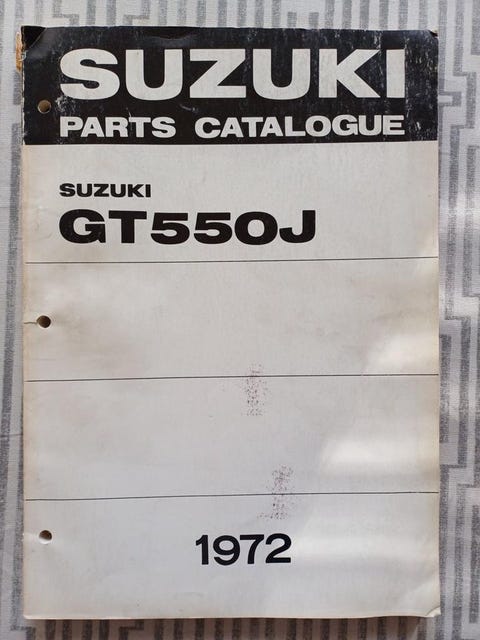 SUZUKI
PARTS CATALOGUE
SUZUKI
GT550J
1972